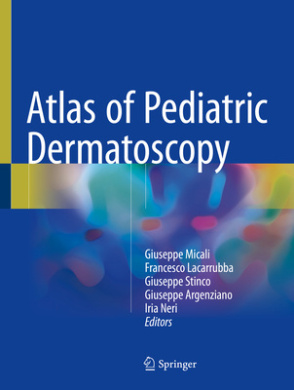 Atlas of Pediatric
Dermatoscopy
Giuseppe Micali
Francesco Lacarrubba
Giuseppe Stinco
Giuseppe Argenziano
Iria Neri
Editors
Springer